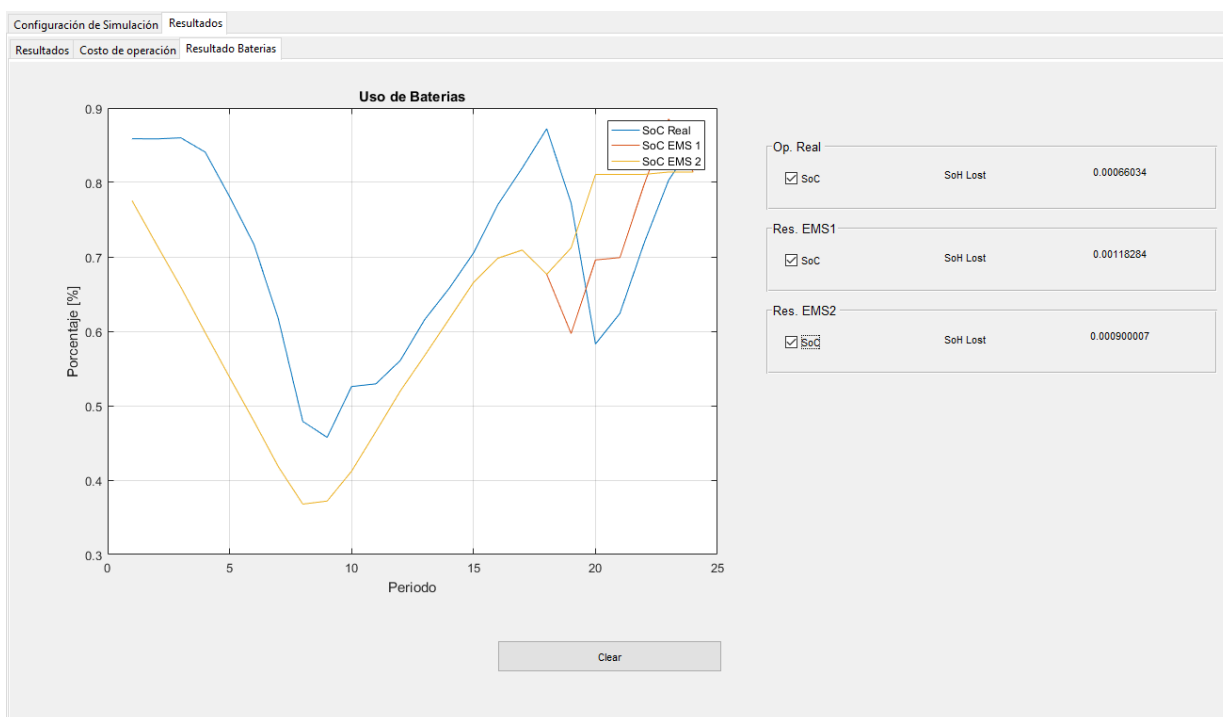 Configuración de Simulación Resultados
Resultados Costo de operación Resultado Baterias
Uso de Baterias
0.9
0.8
0.7
0.6
0.5
0.4
0.3
Porcentaje [%]
0 5 10 15 20 25
Periodo
SoC Real
SoC EMS 1
SoC EMS 2
Op. Real
SoC SoH Lost 0.00066034
Res. EMS1
SoC SoH Lost 0.00118284
Res. EMS2
SoC SoH Lost 0.000900007
Clear